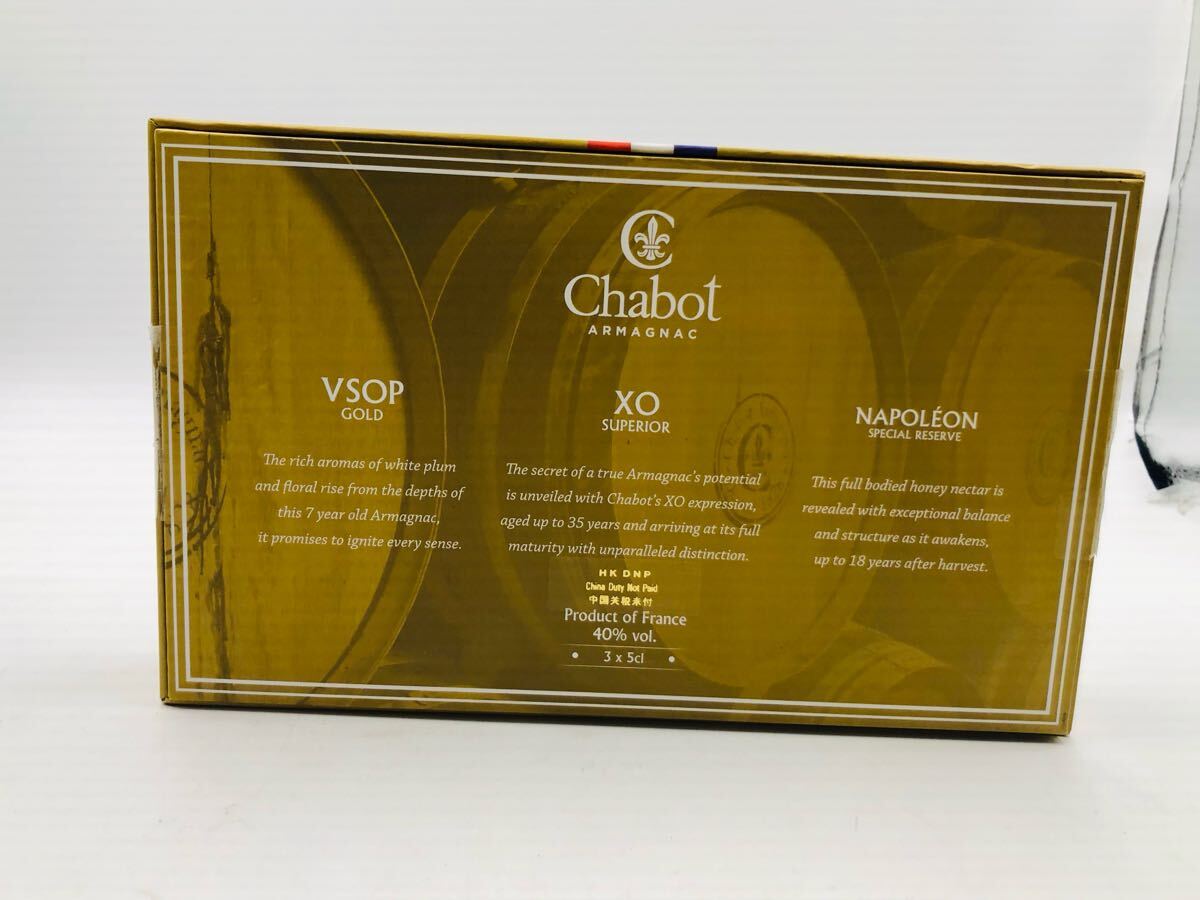 Chabot
ARMAGNAC
VSOP
GOLD
The rich aromas of white plum
and floral rise from the depths of
this 7 year old Armagnac,
it promises to ignite every sense.
XO
SUPERIOR
The secret of a true Armagnac's potential
is unveiled with Chabot's XO expression,
aged up to 35 years and arriving at its full
maturity with unparalleled distinction.
NAPOLÉON
SPECIAL RESERVE
This full bodied honey nectar is
revealed with exceptional balance
and structure as it awakens,
up to 18 years after harvest.
HK DNP
China Duty Not Paid
中国关税未付
Product of France
40% vol.
• 3 x 5cl •